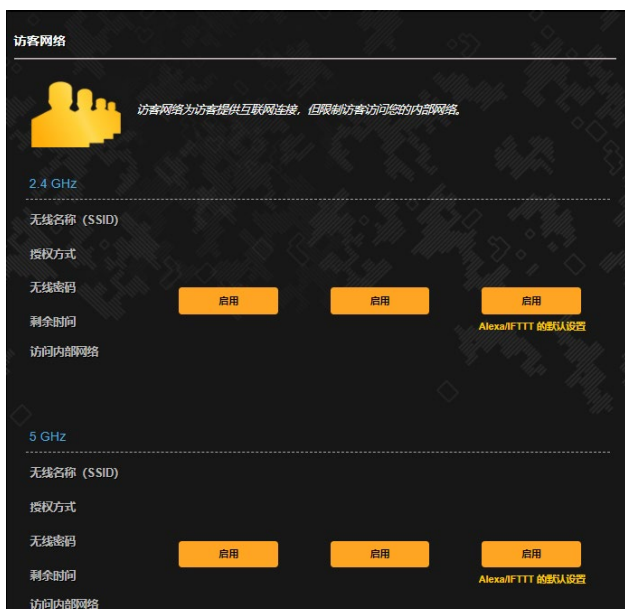 访客网络
访客网络为访客提供互联网连接，但限制访客访问您的内部网络。
2.4 GHz
无线名称（SSID）
授权方式
无线密码
启用 启用 启用
剩余时间
Alexa/IFTTT 的默认设置
访问内部网络
5 GHz
无线名称（SSID）
授权方式
无线密码
启用 启用 启用
剩余时间
Alexa/IFTTT 的默认设置
访问内部网络